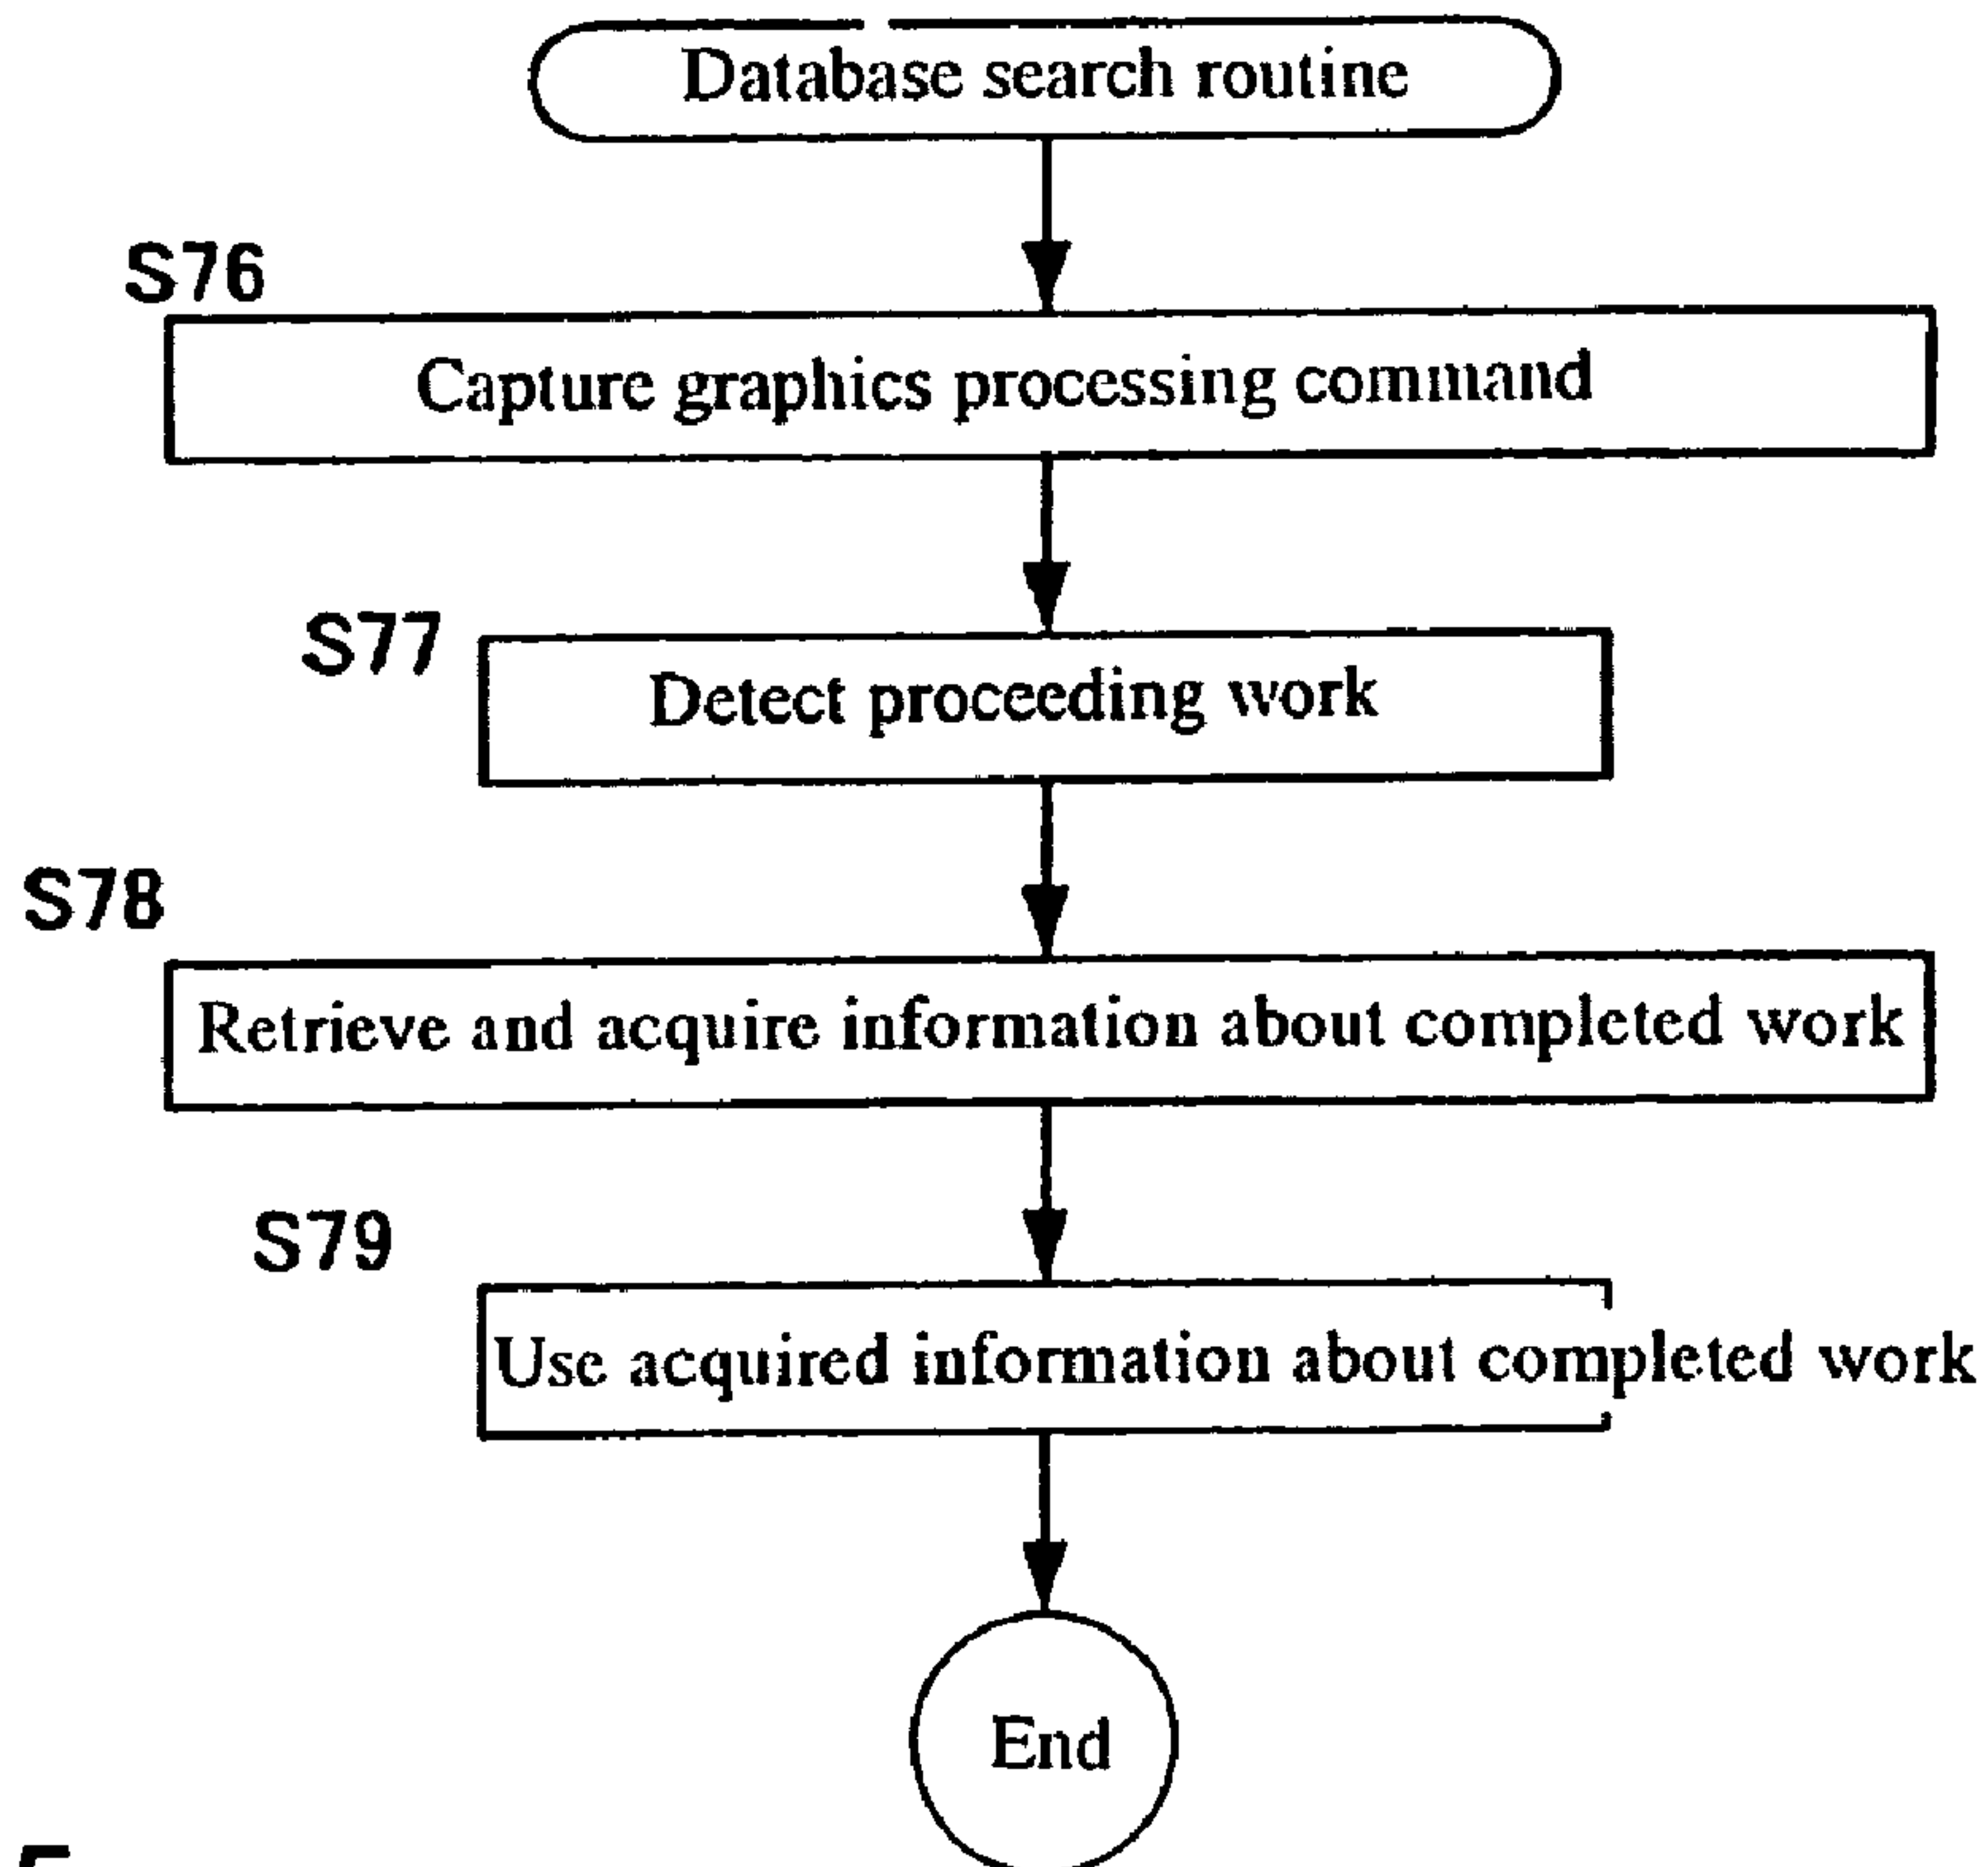 Database search routine
S76
Capture graphics processing command
S77
Detect proceeding work
S78
Retrieve and acquire information about completed work
S79
Use acquired information about completed work
End